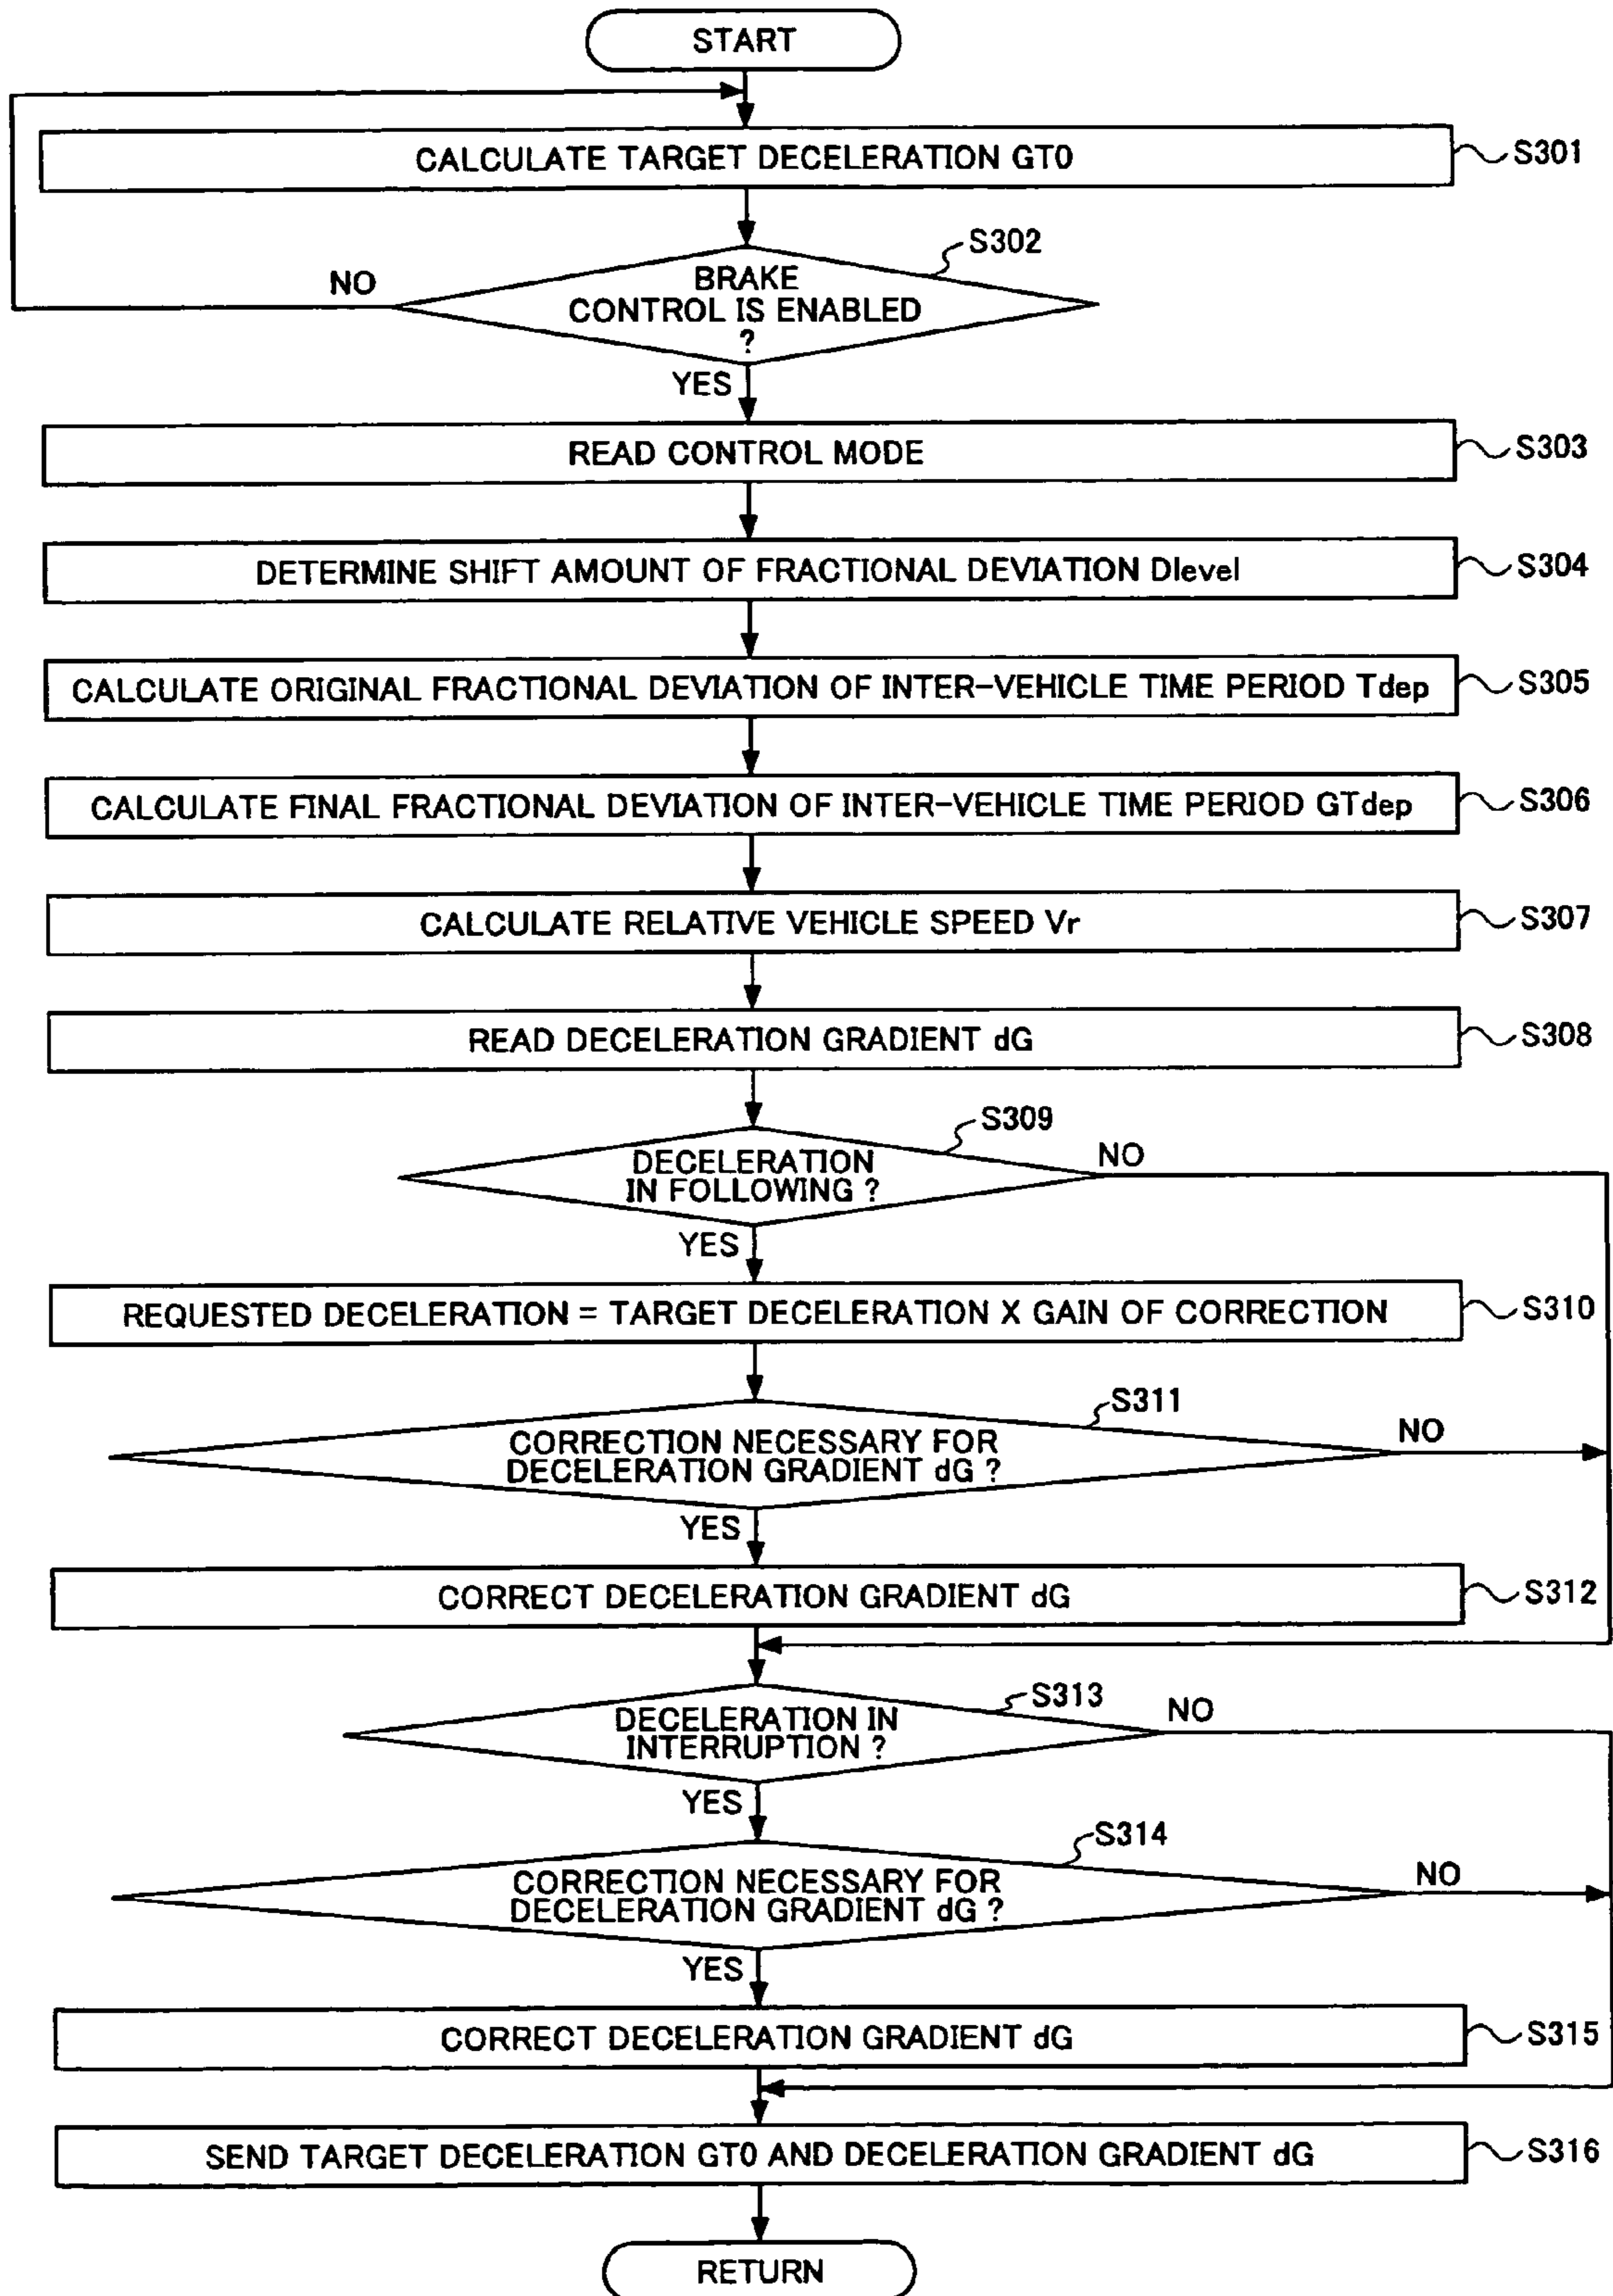 START
CALCULATE TARGET DECELERATION GT0
S301
S302
NO
BRAKE
CONTROL IS ENABLED
?
YES
READ CONTROL MODE
S303
DETERMINE SHIFT AMOUNT OF FRACTIONAL DEVIATION Dlevel
S304
CALCULATE ORIGINAL FRACTIONAL DEVIATION OF INTER-VEHICLE TIME PERIOD Tdep
S305
CALCULATE FINAL FRACTIONAL DEVIATION OF INTER-VEHICLE TIME PERIOD GTdep
S306
CALCULATE RELATIVE VEHICLE SPEED Vr
S307
READ DECELERATION GRADIENT dG
S308
S309
DECELERATION
IN FOLLOWING ?
NO
YES
REQUESTED DECELERATION = TARGET DECELERATION X GAIN OF CORRECTION
S310
S311
CORRECTION NECESSARY FOR
DECELERATION GRADIENT dG ?
NO
YES
CORRECT DECELERATION GRADIENT dG
S312
S313
DECELERATION IN
INTERRUPTION ?
NO
YES
S314
CORRECTION NECESSARY FOR
DECELERATION GRADIENT dG ?
NO
YES
CORRECT DECELERATION GRADIENT dG
S315
SEND TARGET DECELERATION GT0 AND DECELERATION GRADIENT dG
S316
RETURN